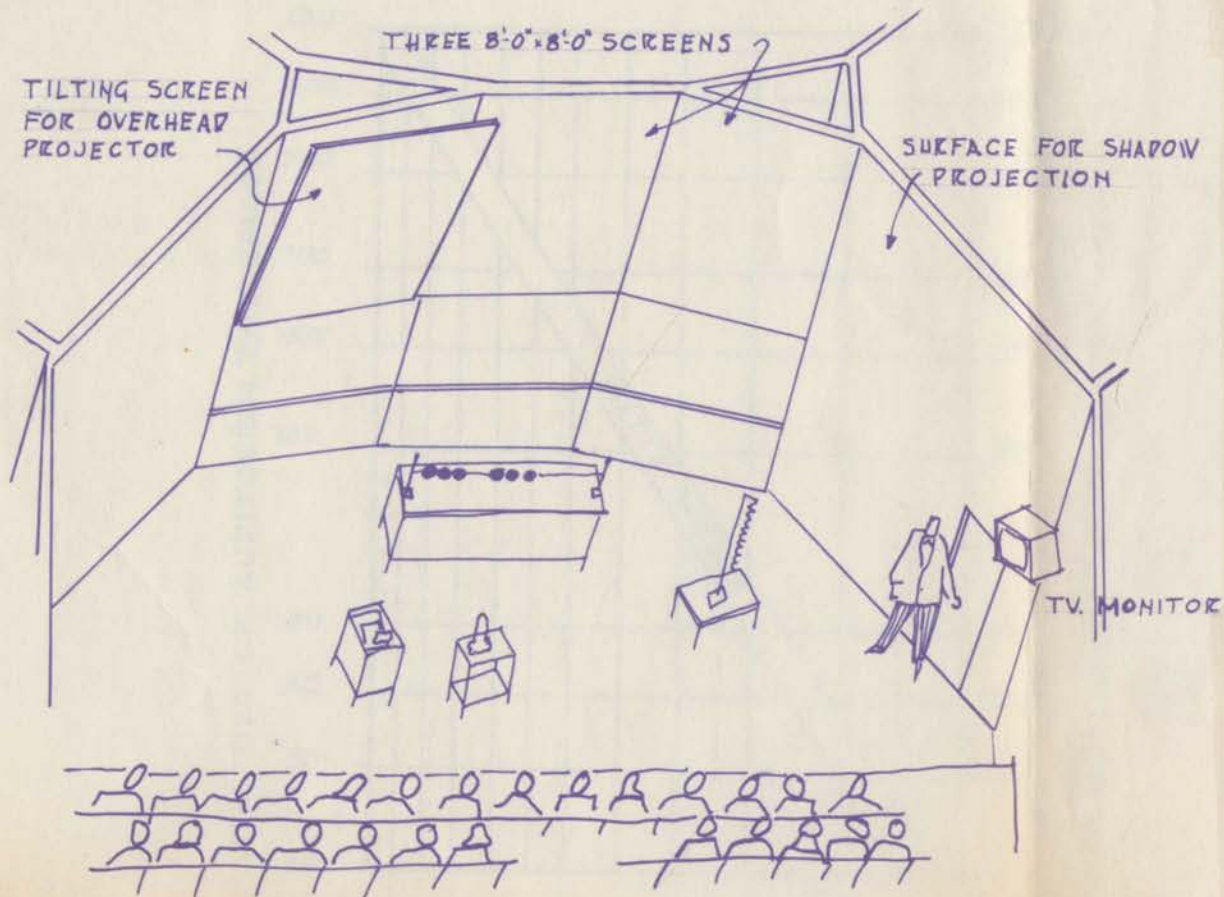 THREE 8'-0" x 8'-0" SCREENS
TILTING SCREEN
FOR OVERHEAD
PROJECTOR
SURFACE FOR SHADOW
PROJECTION
TV. MONITOR